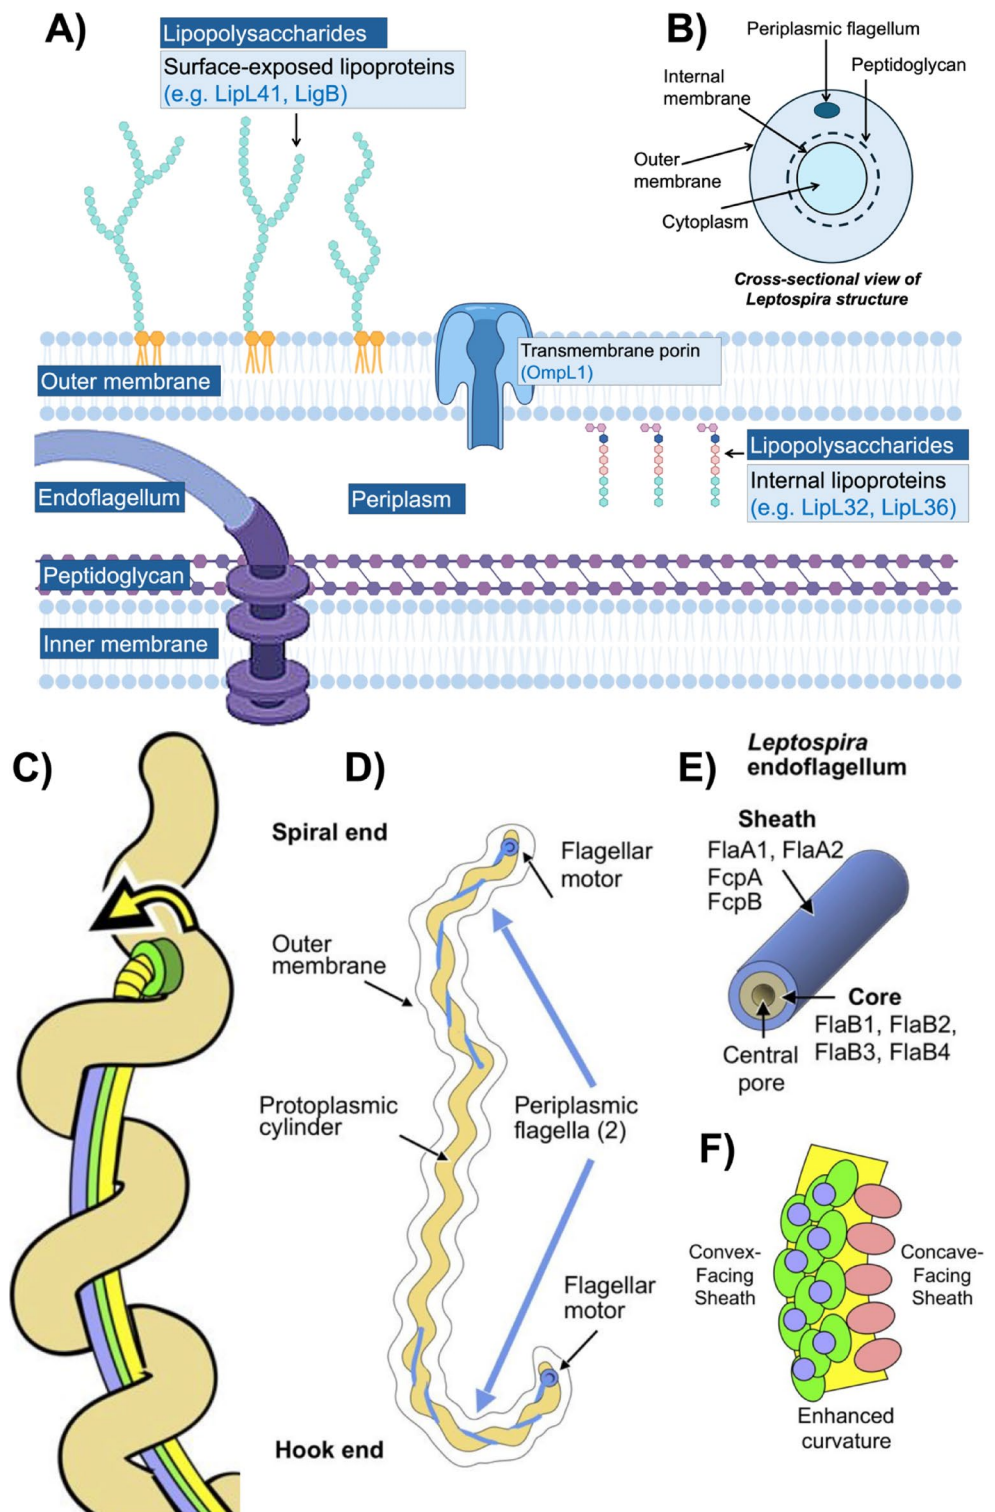 A)
Lipopolysaccharides
Surface-exposed lipoproteins
(e.g. LipL41, LigB)
Outer membrane
Transmembrane porin
(OmpL1)
Lipopolysaccharides
Internal lipoproteins
(e.g. LipL32, LipL36)
Endoflagellum
Periplasm
Peptidoglycan
Inner membrane
B)
Periplasmic flagellum
Peptidoglycan
Internal
membrane
Outer
membrane
Cytoplasm
Cross-sectional view of
Leptospira structure
C)
D)
Spiral end
Flagellar
motor
Outer
membrane
Protoplasmic
cylinder
Periplasmic
flagella (2)
Flagellar
motor
Hook end
E)
Leptospira
endoflagellum
Sheath
FlaA1, FlaA2
FcpA
FcpB
Core
FlaB1, FlaB2,
FlaB3, FlaB4
Central
pore
F)
Convex-
Facing
Sheath
Concave-
Facing
Sheath
Enhanced
curvature